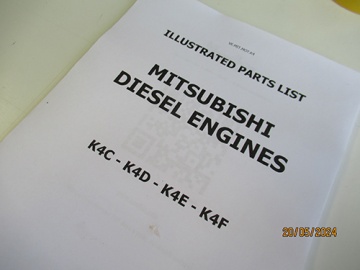 ILLUSTRATED PARTS LIST
MITSUBISHI
DIESEL ENGINES
K4C - K4D - K4E - K4F
20/05/2024